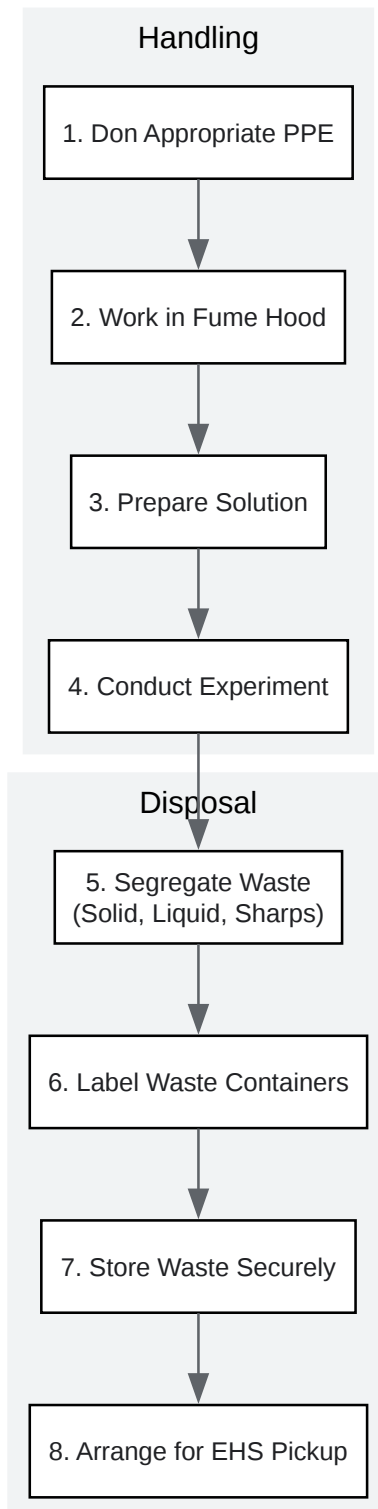 Handling
1. Don Appropriate PPE
2. Work in Fume Hood
3. Prepare Solution
4. Conduct Experiment
Disposal
5. Segregate Waste
(Solid, Liquid, Sharps)
6. Label Waste Containers
7. Store Waste Securely
8. Arrange for EHS Pickup